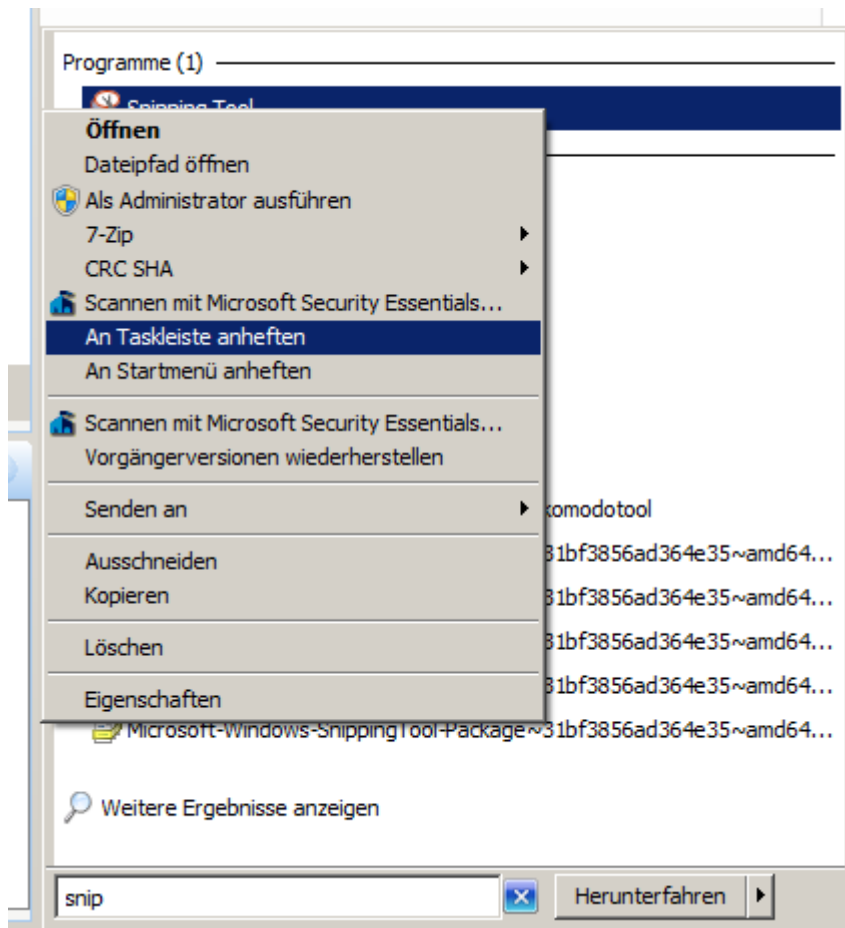 Programme (1)
Snipping Tool
Öffnen
Dateipfad öffnen
Als Administrator ausführen
7-Zip
CRC SHA
Scannen mit Microsoft Security Essentials...
An Taskleiste anheften
An Startmenü anheften
Scannen mit Microsoft Security Essentials...
Vorgängerversionen wiederherstellen
Senden an
komodotool
Ausschneiden
31bf3856ad364e35~amd64...
Kopieren
31bf3856ad364e35~amd64...
Löschen
31bf3856ad364e35~amd64...
Eigenschaften
31bf3856ad364e35~amd64...
Microsoft-Windows-SnippingTool-Package~31bf3856ad364e35~amd64...
Weitere Ergebnisse anzeigen
snip
Herunterfahren